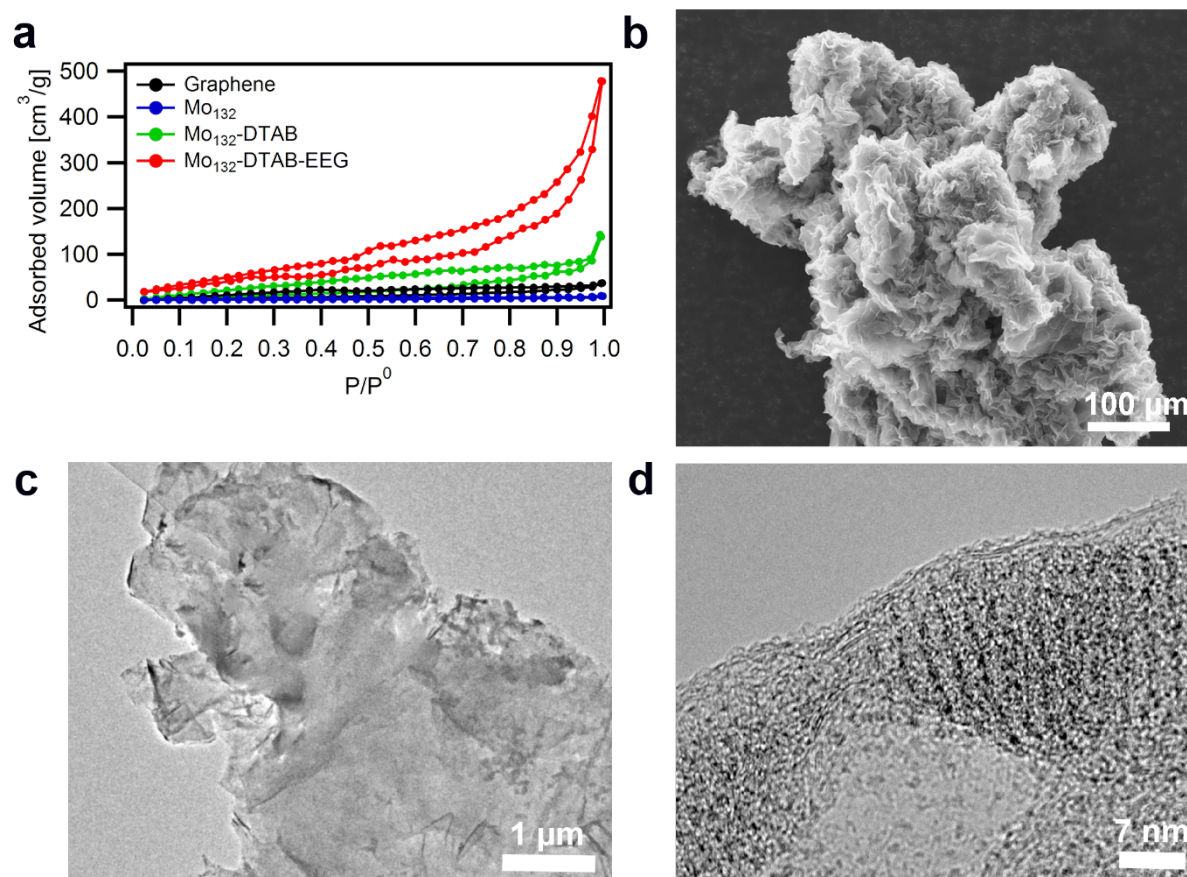 a
Adsorbed volume [cm³/g]
500
400
300
200
100
0
Graphene
Mo₁₃₂
Mo₁₃₂-DTAB
Mo₁₃₂-DTAB-EEG
0.0 0.1 0.2 0.3 0.4 0.5 0.6 0.7 0.8 0.9 1.0
P/P⁰
b
100 µm
c
1 µm
d
7 nm